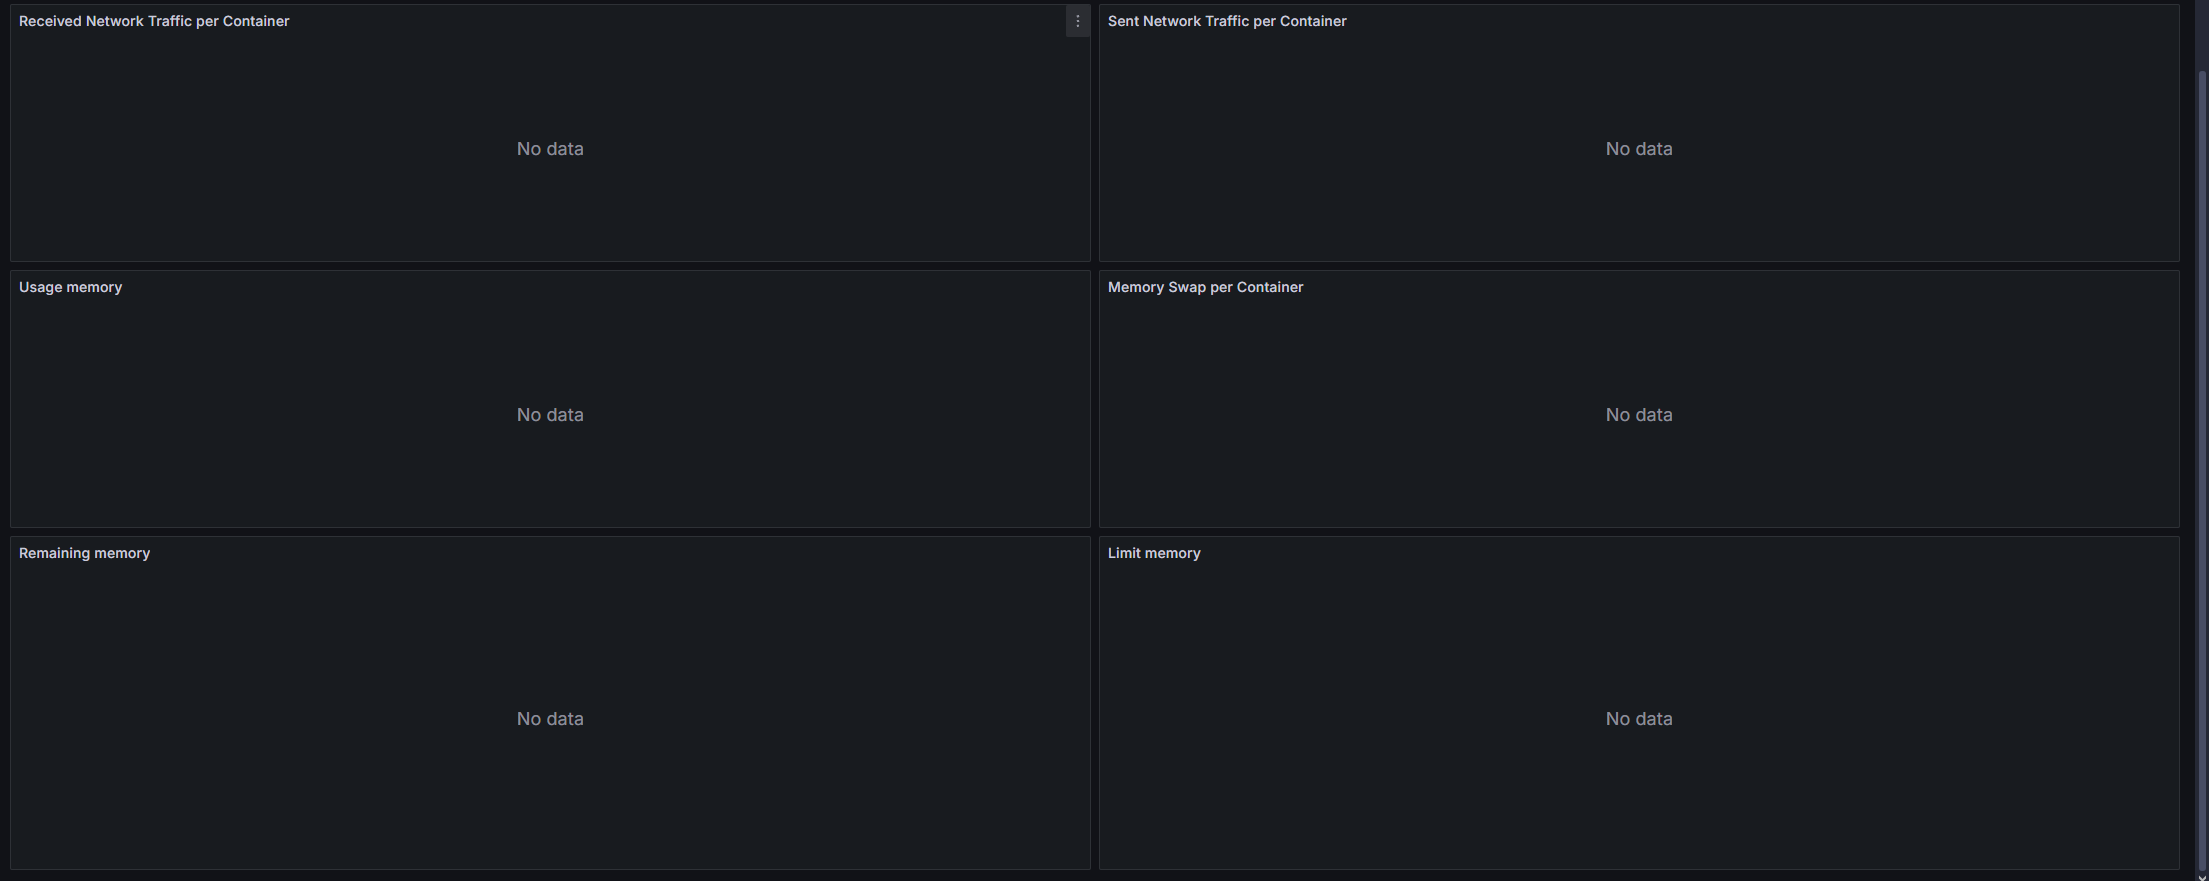 Received Network Traffic per Container
Sent Network Traffic per Container
No data
No data
Usage memory
Memory Swap per Container
No data
No data
Remaining memory
Limit memory
No data
No data